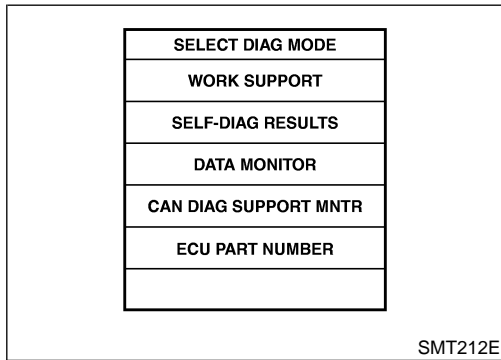 SELECT DIAG MODE
WORK SUPPORT
SELF-DIAG RESULTS
DATA MONITOR
CAN DIAG SUPPORT MNTR
ECU PART NUMBER
SMT212E